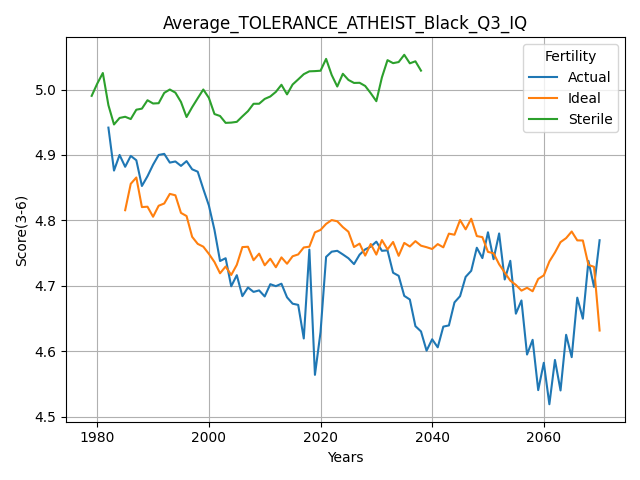 Average_TOLERANCE_ATHEIST_Black_Q3_IQ
Fertility
Actual
Ideal
Sterile
Score(3-6)
5.0
4.9
4.8
4.7
4.6
4.5
1980 2000 2020 2040 2060
Years